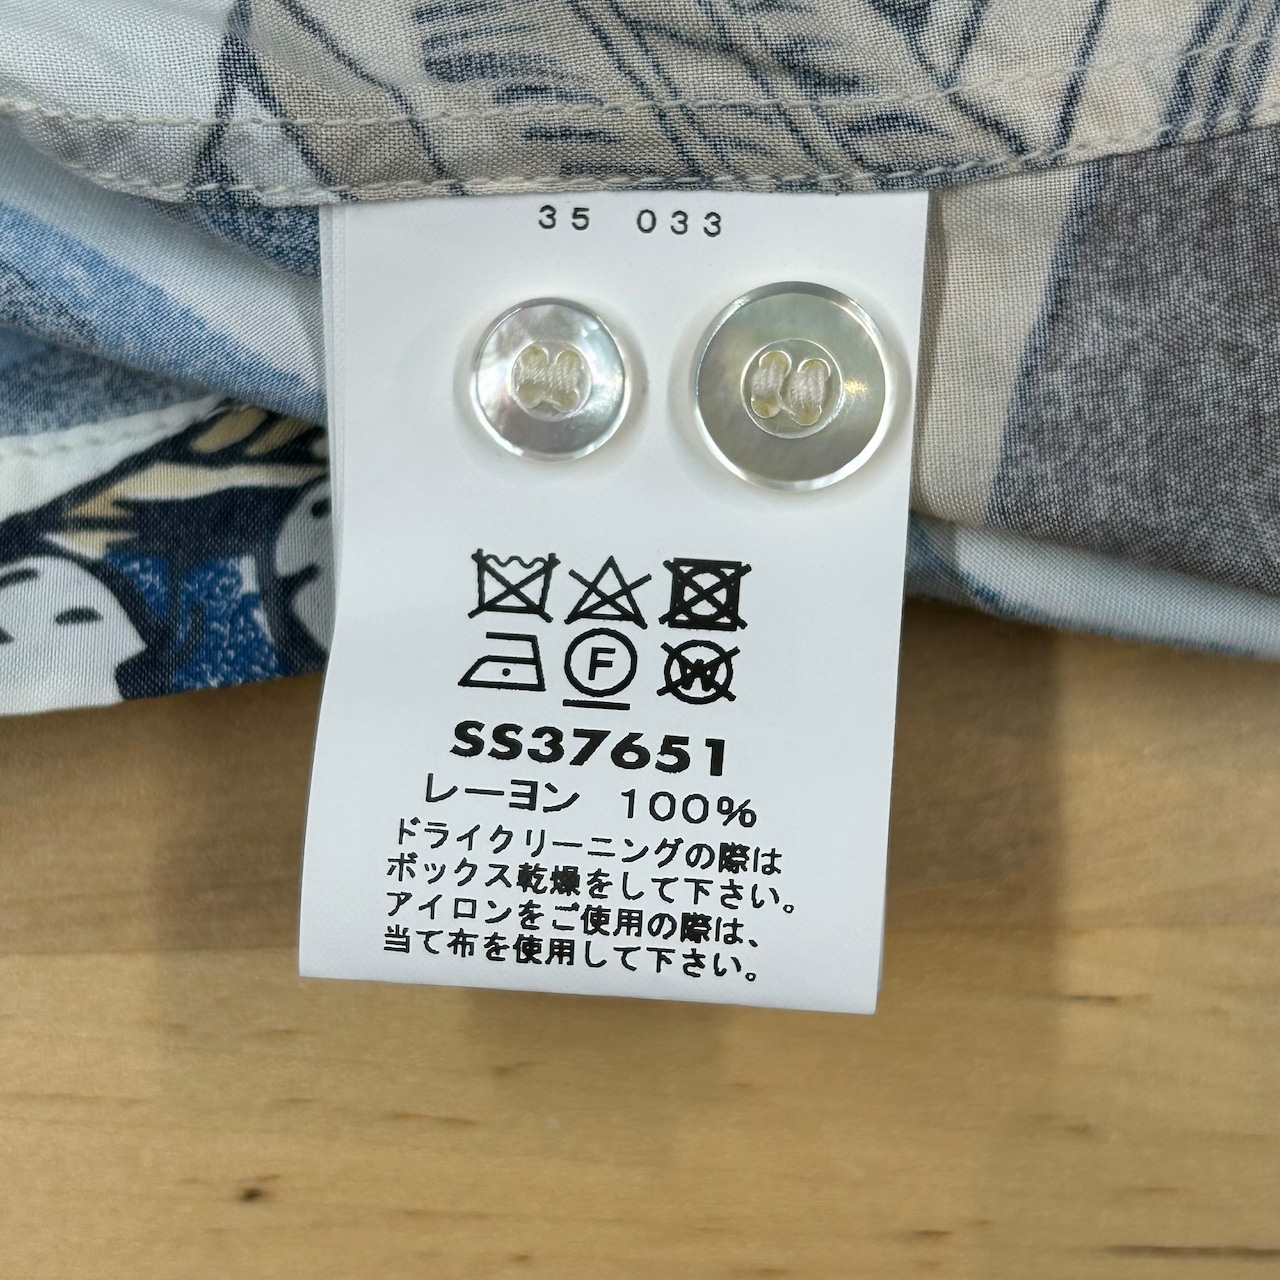 35 033
F
W
SS37651
レーヨン 100%
ドライクリーニングの際は
ボックス乾燥をして下さい。
アイロンをご使用の際は、
当て布を使用して下さい。